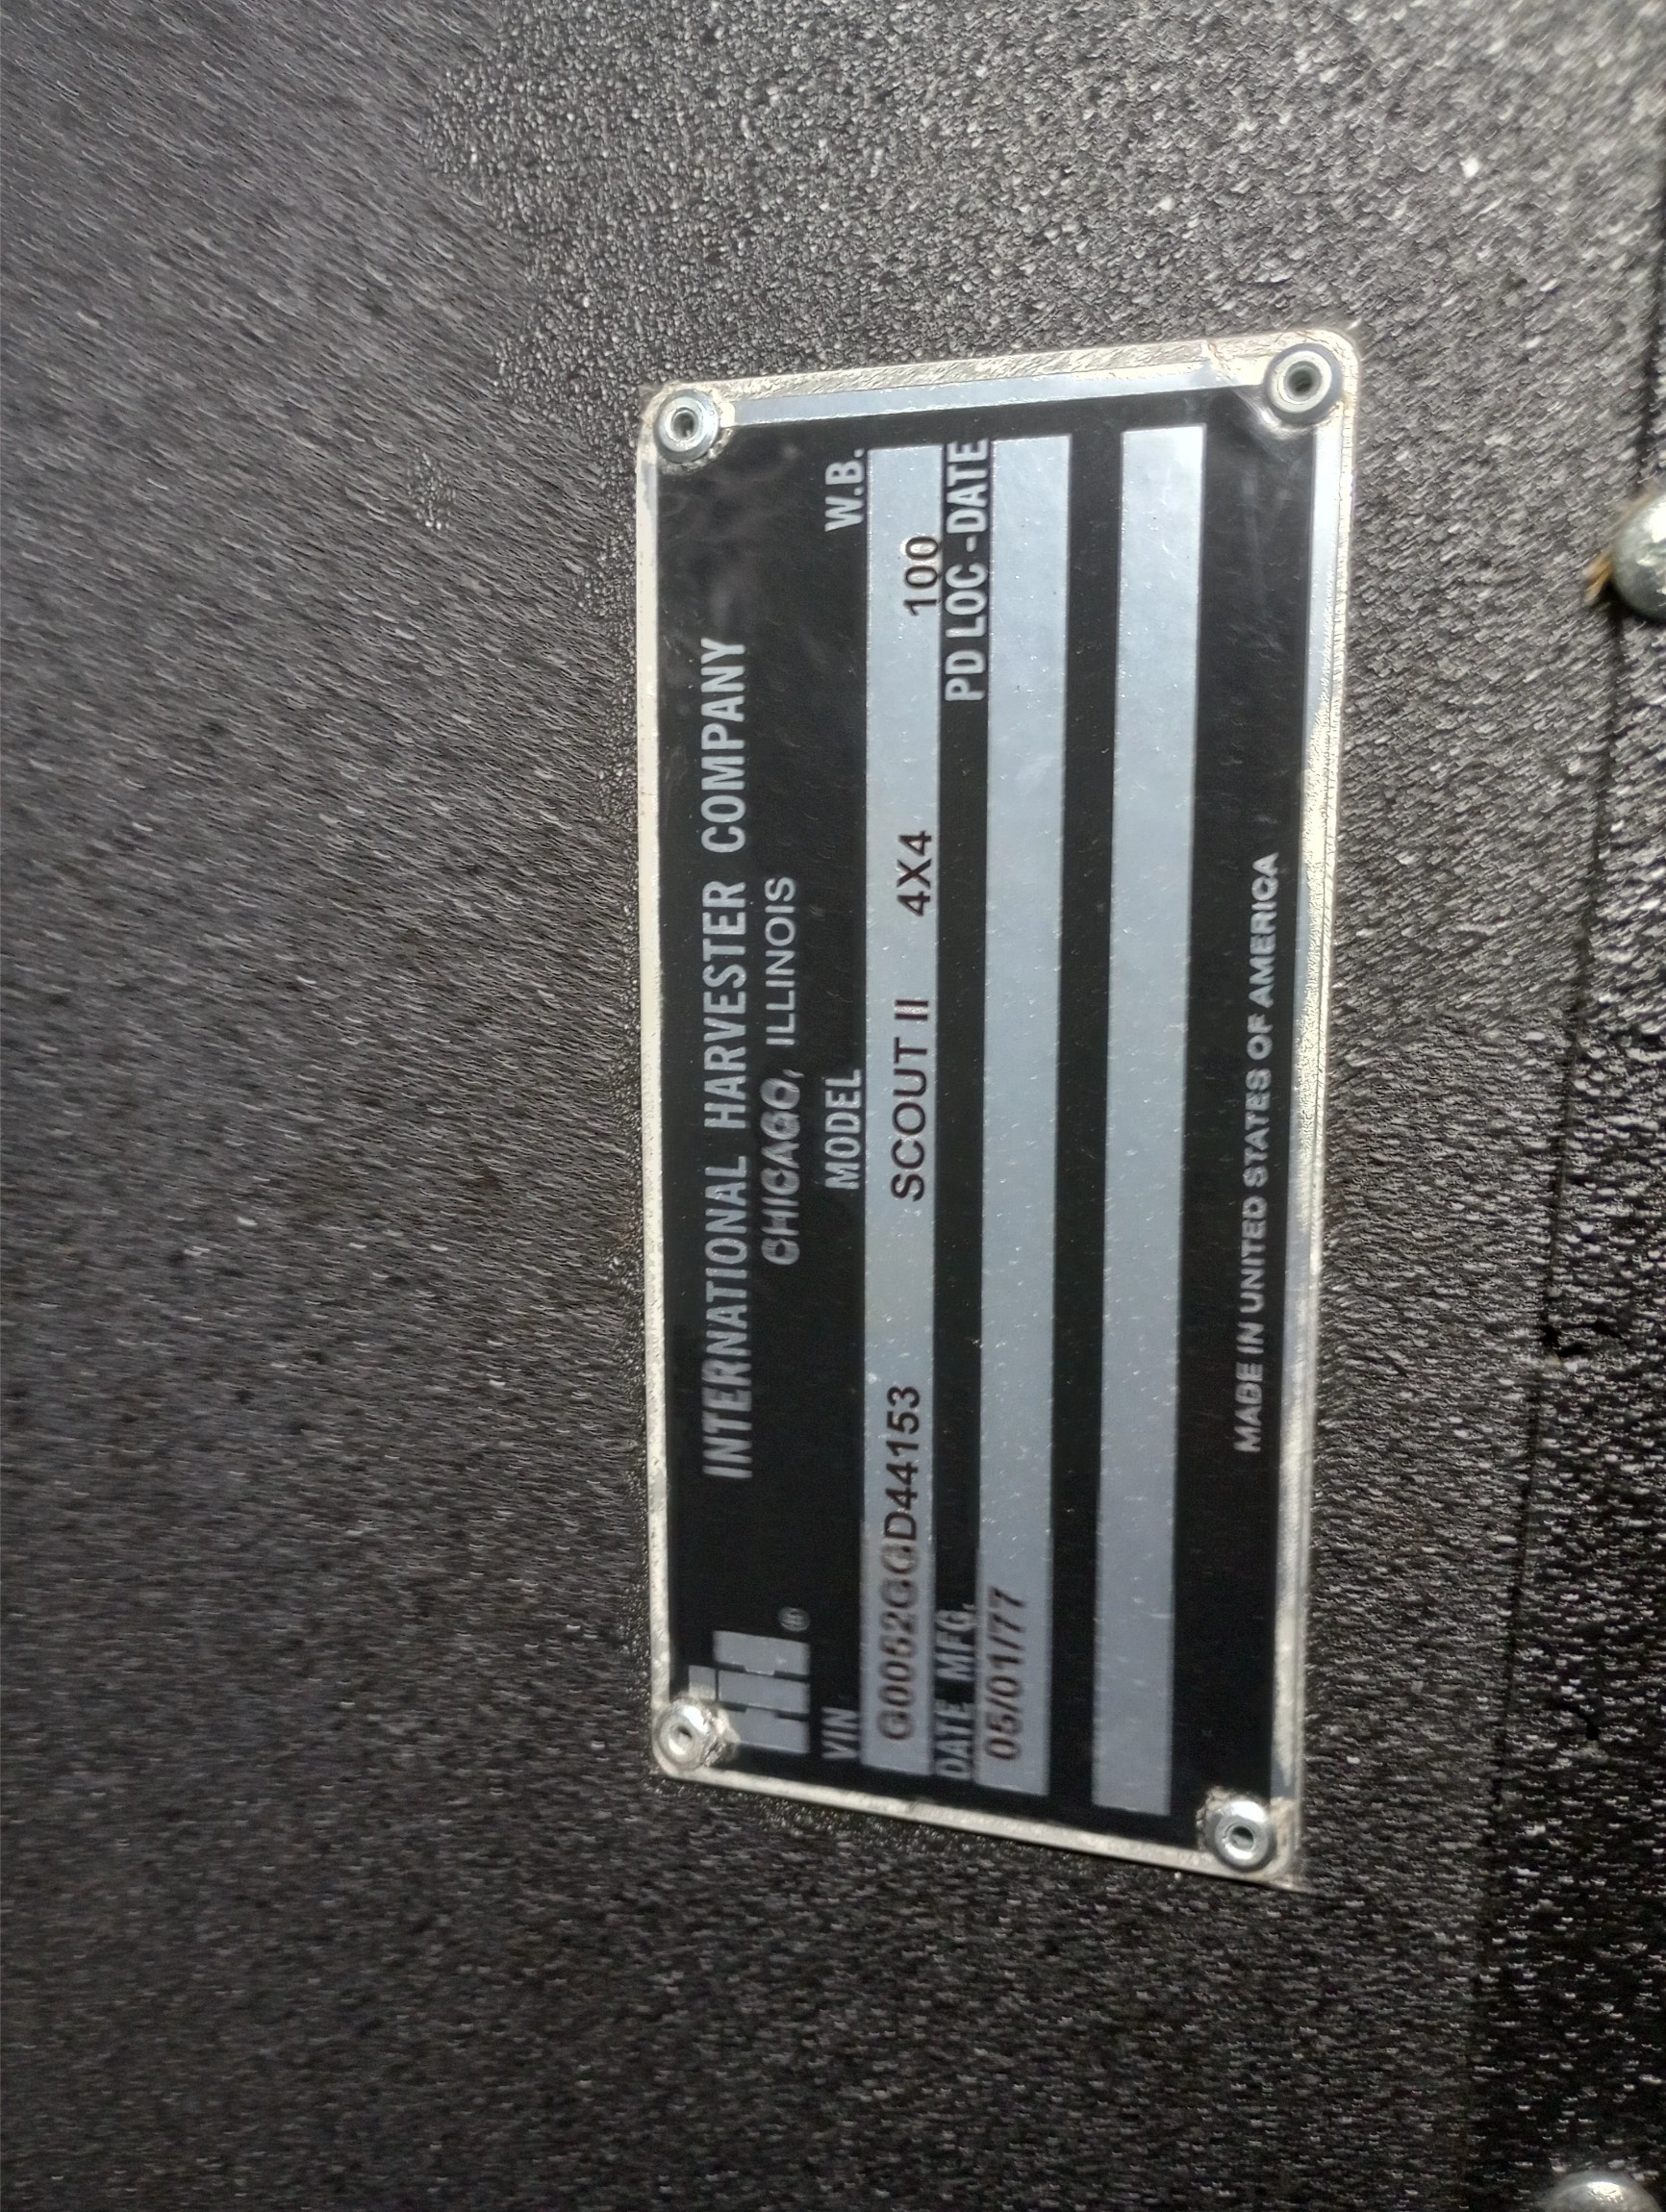 INTERNATIONAL HARVESTER COMPANY
CHICAGO, ILLINOIS
VIN MODEL W.B.
G0062GGD44153 SCOUT II 4X4 100
DATE MFG. PD LOC-DATE
05/01/77
MADE IN UNITED STATES OF AMERICA